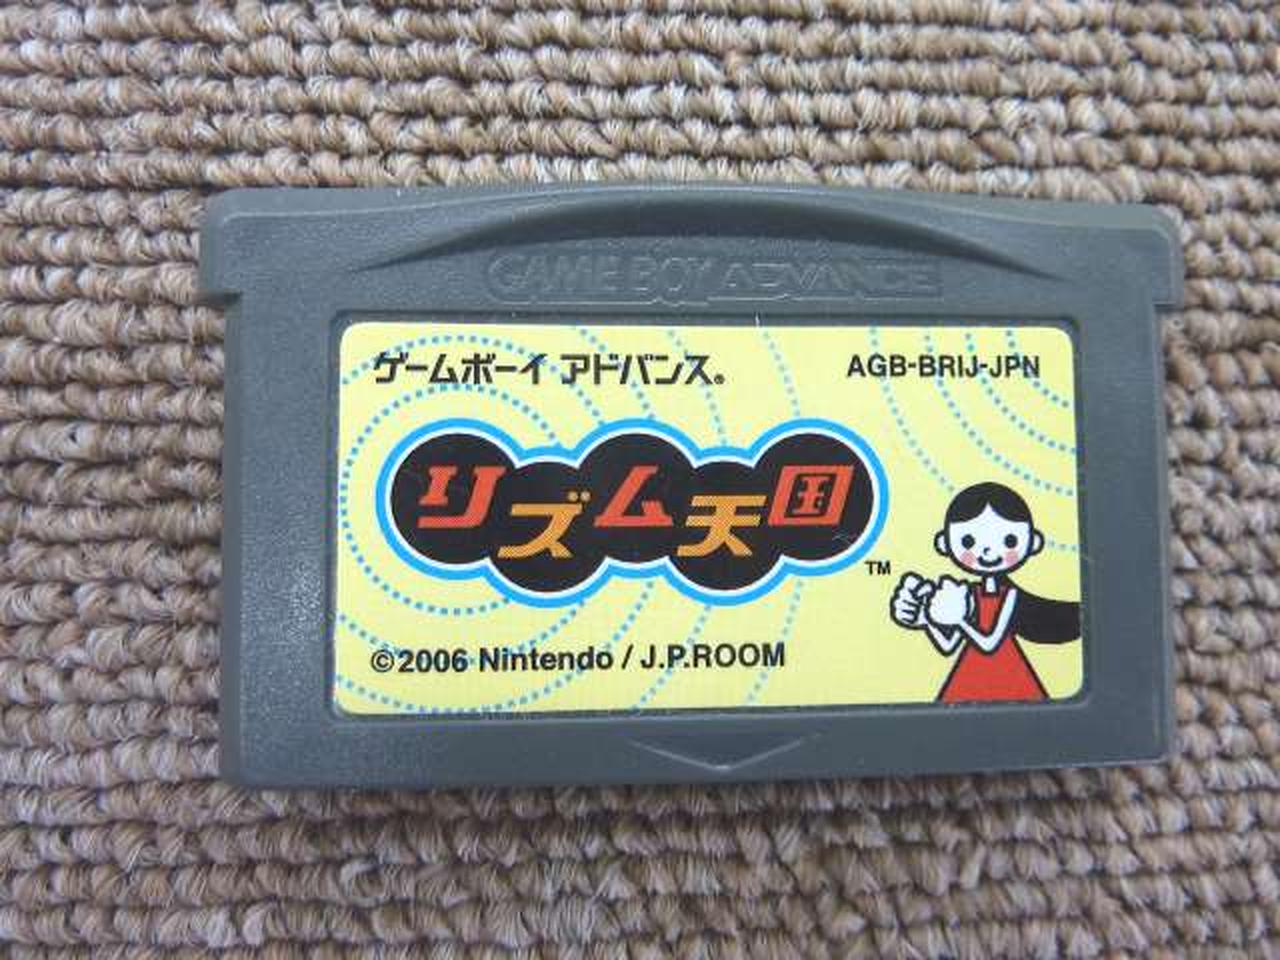 GAME BOY ADVANCE
ゲームボーイ アドバンス®
AGB-BRIJ-JPN
リズム天国
TM
©2006 Nintendo / J.P.ROOM